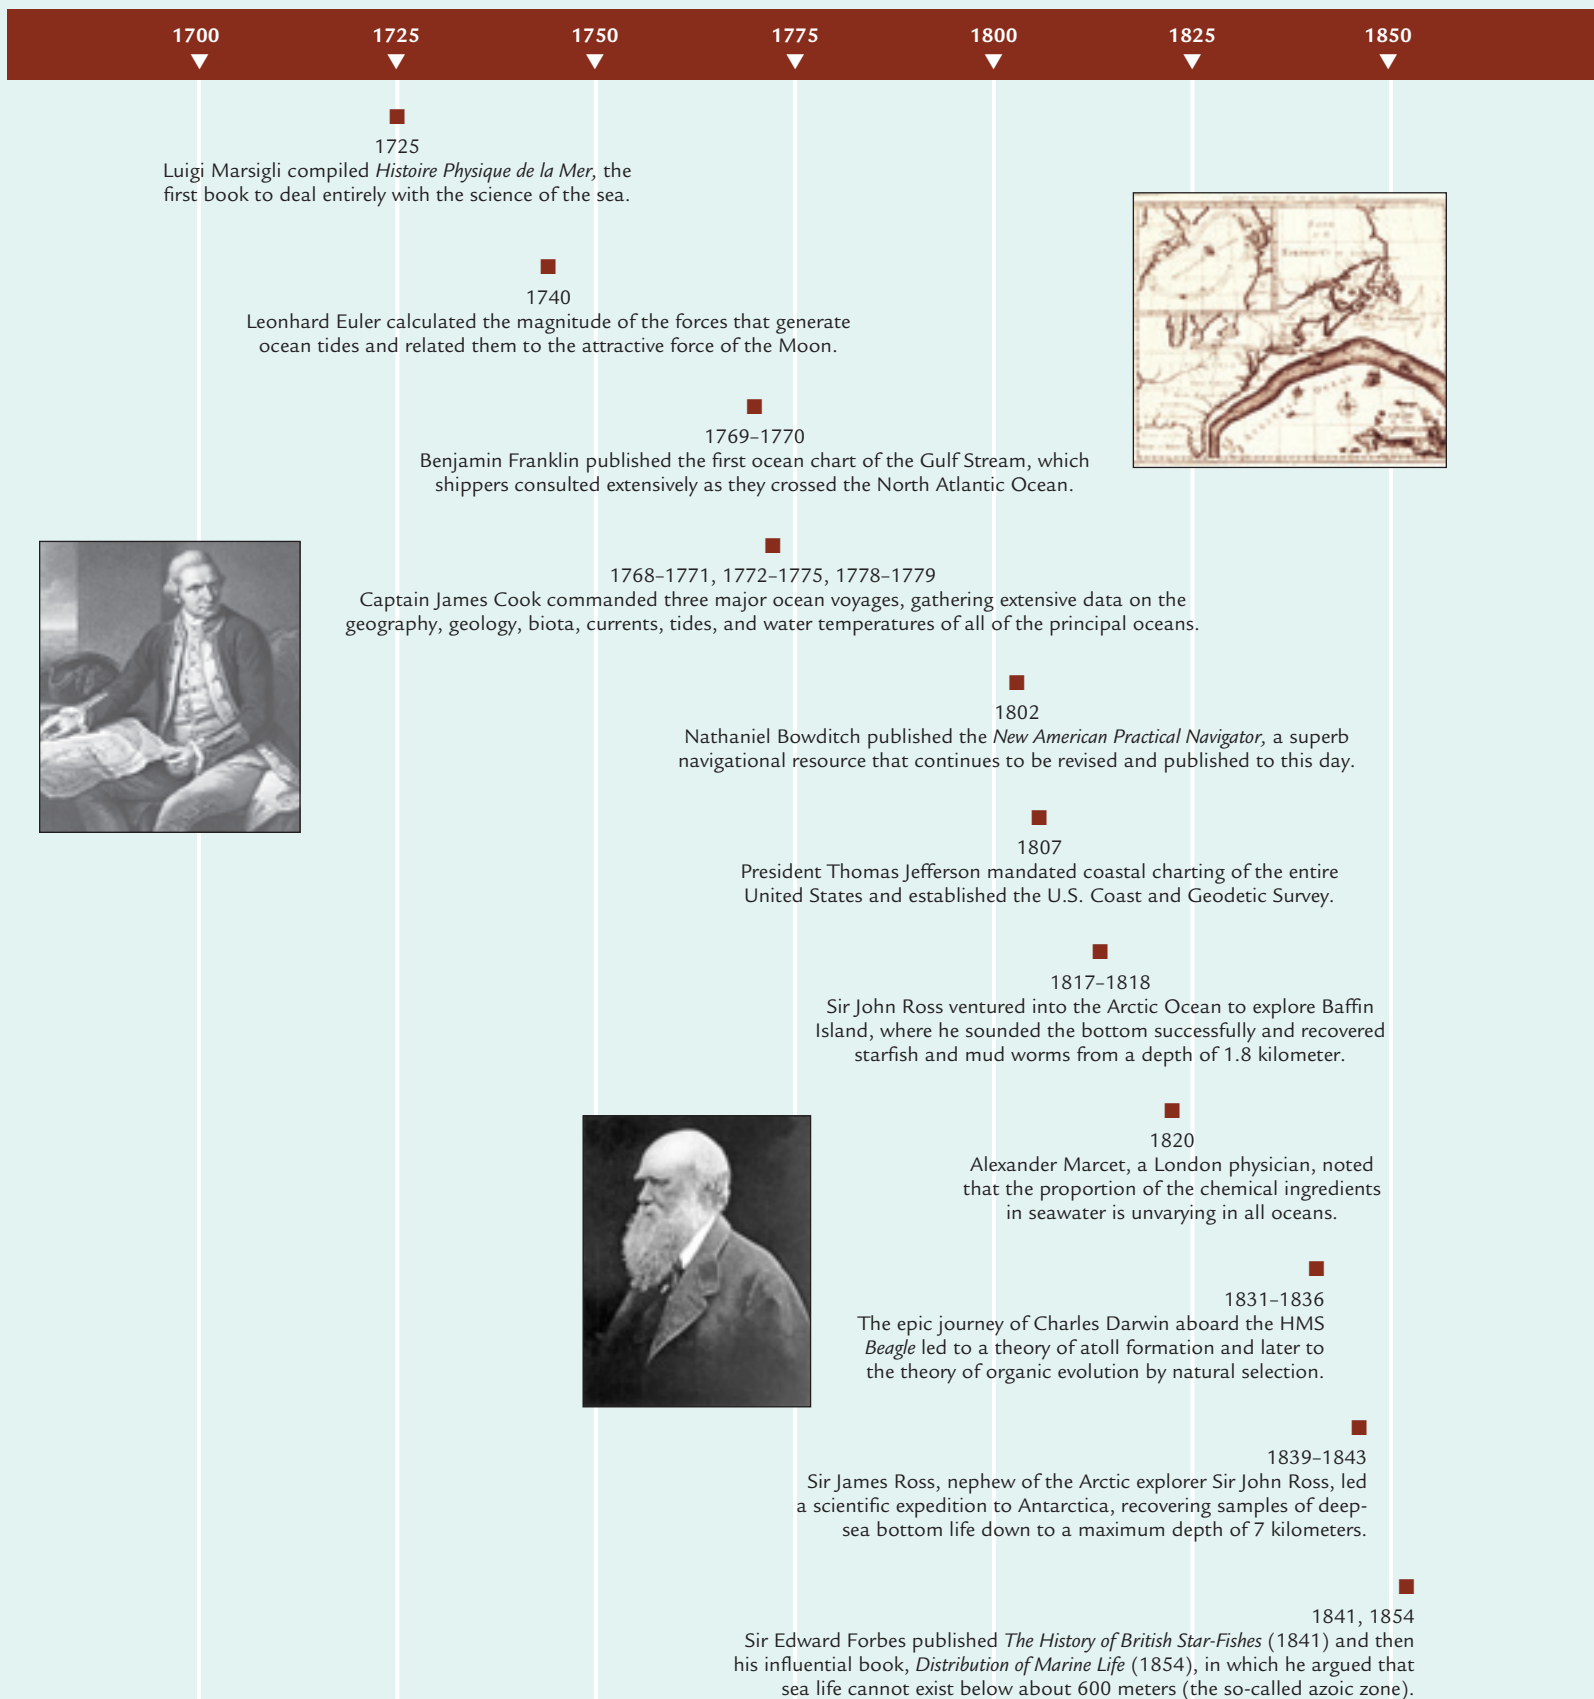 1700 1725 1750 1775 1800 1825 1850
1725
Luigi Marsigli compiled Histoire Physique de la Mer, the
first book to deal entirely with the science of the sea.
1740
Leonhard Euler calculated the magnitude of the forces that generate
ocean tides and related them to the attractive force of the Moon.
1769–1770
Benjamin Franklin published the first ocean chart of the Gulf Stream, which
shippers consulted extensively as they crossed the North Atlantic Ocean.
1768–1771, 1772–1775, 1778–1779
Captain James Cook commanded three major ocean voyages, gathering extensive data on the
geography, geology, biota, currents, tides, and water temperatures of all of the principal oceans.
1802
Nathaniel Bowditch published the New American Practical Navigator, a superb
navigational resource that continues to be revised and published to this day.
1807
President Thomas Jefferson mandated coastal charting of the entire
United States and established the U.S. Coast and Geodetic Survey.
1817–1818
Sir John Ross ventured into the Arctic Ocean to explore Baffin
Island, where he sounded the bottom successfully and recovered
starfish and mud worms from a depth of 1.8 kilometer.
1820
Alexander Marcet, a London physician, noted
that the proportion of the chemical ingredients
in seawater is unvarying in all oceans.
1831–1836
The epic journey of Charles Darwin aboard the HMS
Beagle led to a theory of atoll formation and later to
the theory of organic evolution by natural selection.
1839–1843
Sir James Ross, nephew of the Arctic explorer Sir John Ross, led
a scientific expedition to Antarctica, recovering samples of deep-
sea bottom life down to a maximum depth of 7 kilometers.
1841, 1854
Sir Edward Forbes published The History of British Star-Fishes (1841) and then
his influential book, Distribution of Marine Life (1854), in which he argued that
sea life cannot exist below about 600 meters (the so-called azoic zone).